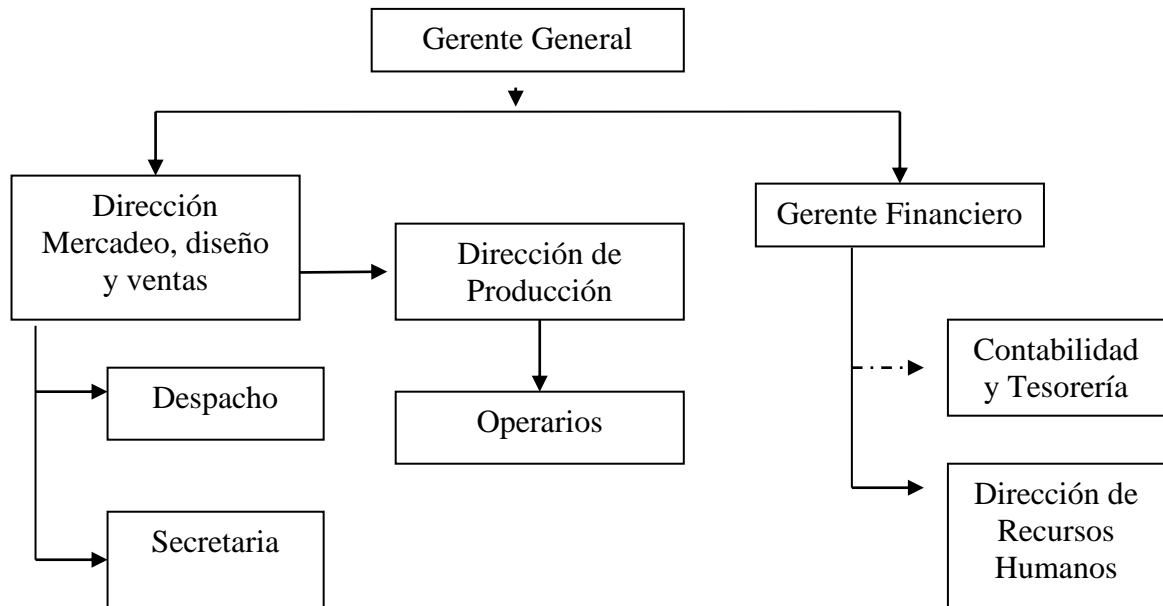 Gerente General
Dirección
Mercadeo, diseño
y ventas
Dirección de
Producción
Gerente Financiero
Despacho
Operarios
Contabilidad
y Tesorería
Secretaria
Dirección de
Recursos
Humanos